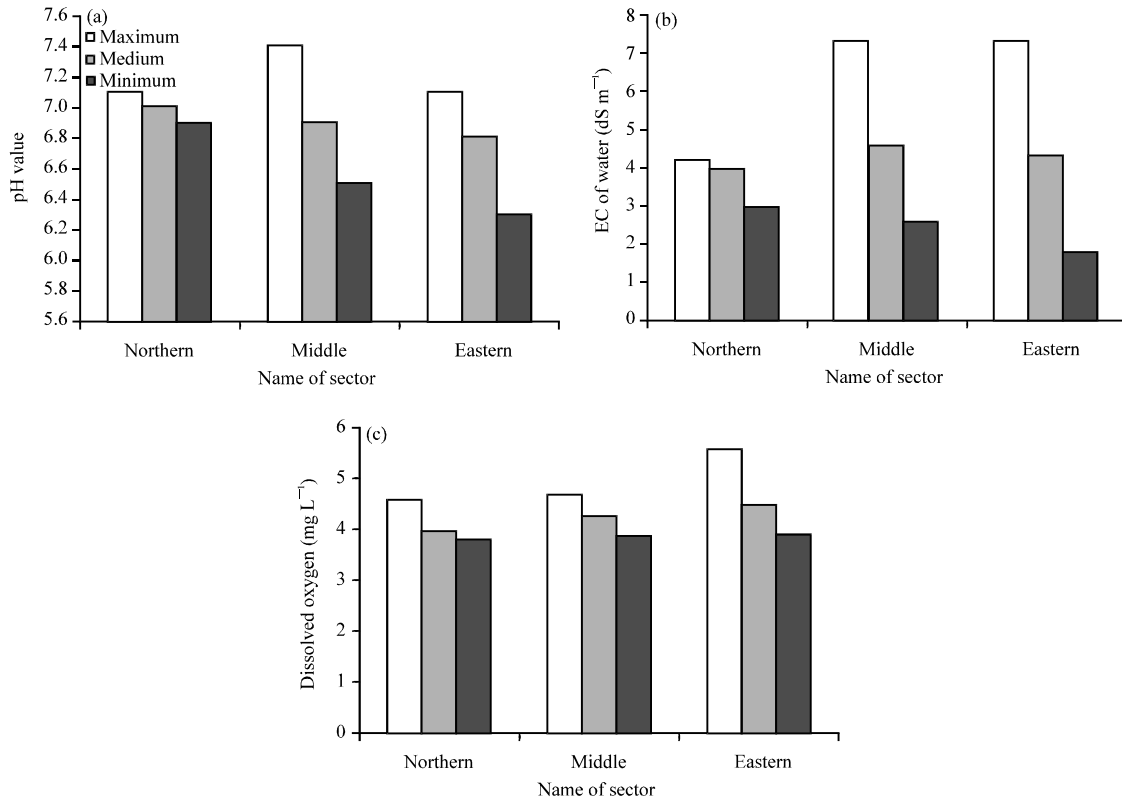 (a)
Maximum
Medium
Minimum
7.4
7.2
7.0
6.8
6.6
6.4
6.2
6.0
5.8
5.6
pH value
Northern Middle Eastern
Name of sector
(b)
8
7
6
5
4
3
2
1
0
EC of water (dS m⁻¹)
Northern Middle Eastern
Name of sector
(c)
6
5
4
3
2
1
0
Dissolved oxygen (mg L⁻¹)
Northern Middle Eastern
Name of sector